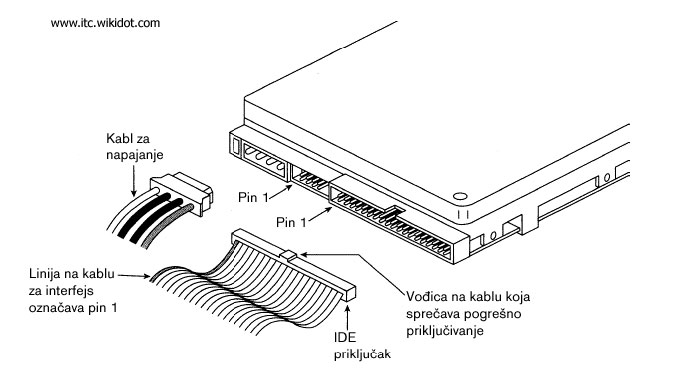 www.itc.wikidot.com
Kabl za
napajanje
Pin 1
Pin 1
Linija na kablu
za interfejs
označava pin 1
Vođica na kablu koja
sprečava pogrešno
priključivanje
IDE
priključak